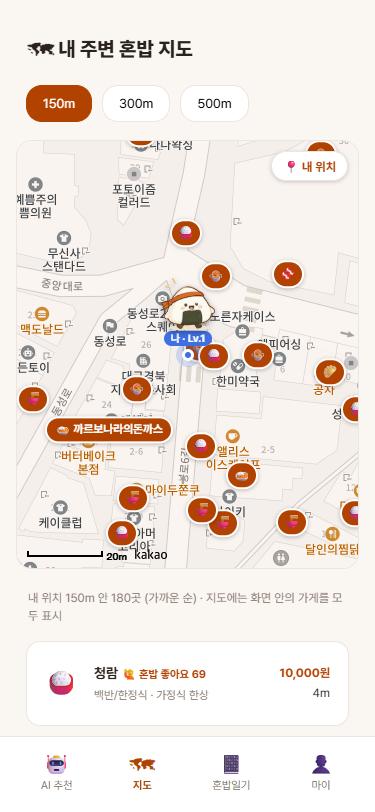 내 주변 혼밥 지도
150m
300m
500m
내 위치
포토이즘
컬러드
무신사
스탠다드
중앙대로
맥도날드
동성로
26
노른자케이스
나 · Lv.1
한미약국
공차
동성로
까르보나라의돈까스
버터베이크
본점
2-6
앨리스
2-5
마이두쫀쿠
케이클럽
달인의찜닭
20m
kakao
내 위치 150m 안 180곳 (가까운 순) · 지도에는 화면 안의 가게를 모
두 표시
청람
혼밥 좋아요 69
10,000원
백반/한정식 · 가정식 한상
4m
AI 추천
지도
혼밥일기
마이